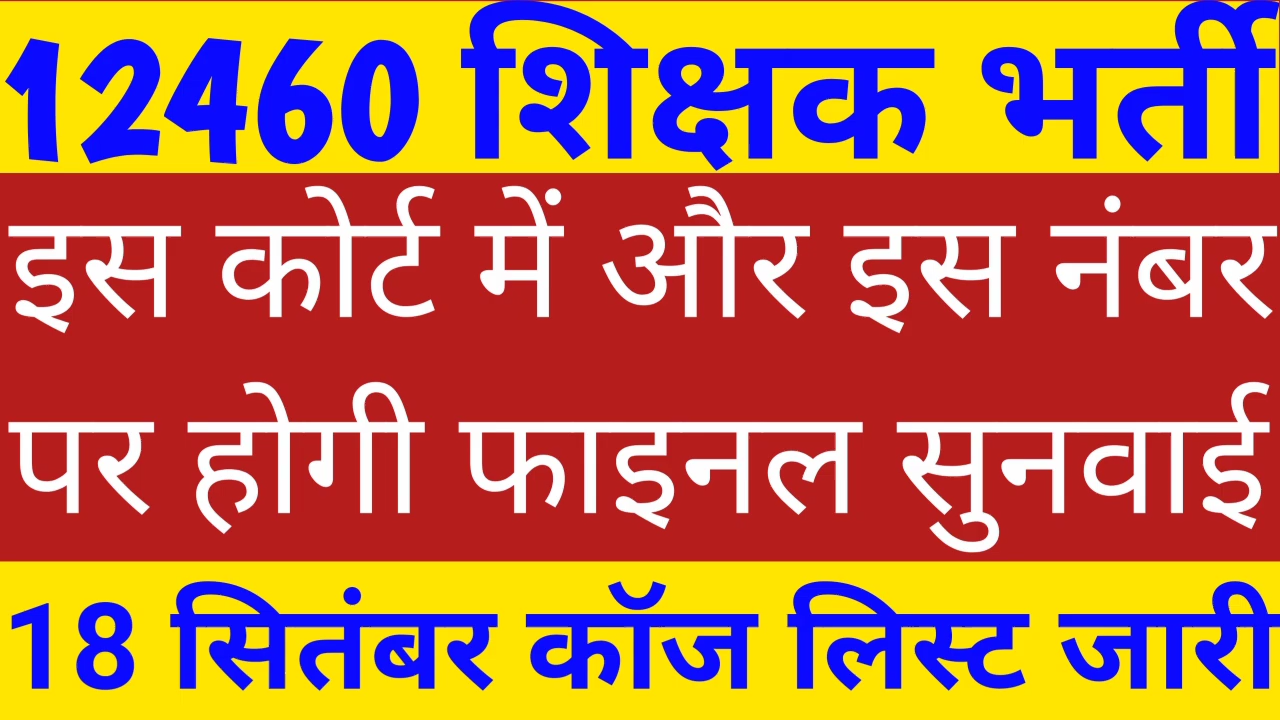 12460 शिक्षक भर्ती
इस कोर्ट में और इस नंबर
पर होगी फाइनल सुनवाई
18 सितंबर कॉज लिस्ट जारी